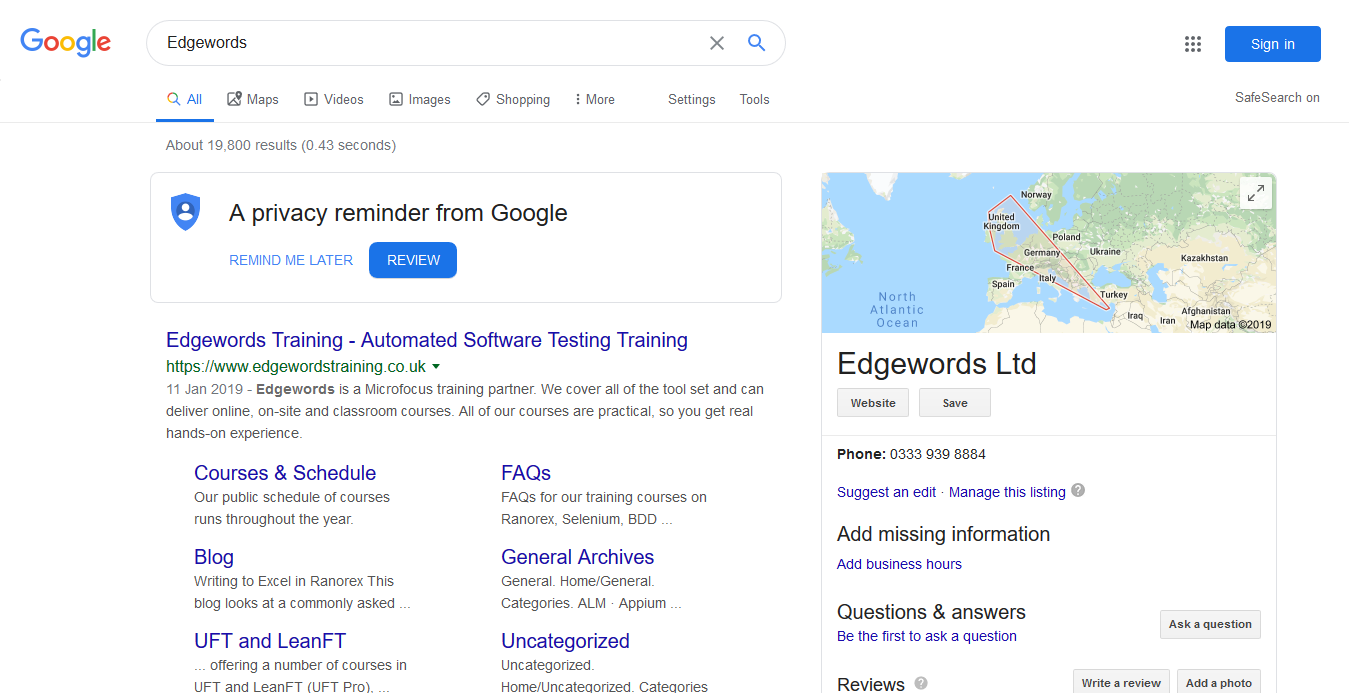 Google
Edgewords
Sign in
All Maps Videos Images Shopping More Settings Tools
SafeSearch on
About 19,800 results (0.43 seconds)
A privacy reminder from Google
REMIND ME LATER REVIEW
Edgewords Training - Automated Software Testing Training
https://www.edgewordstraining.co.uk
11 Jan 2019 - Edgewords is a Microfocus training partner. We cover all of the tool set and can
deliver online, on-site and classroom courses. All of our courses are practical, so you get real
hands-on experience.
Courses & Schedule
Our public schedule of courses
runs throughout the year.
FAQs
FAQs for our training courses on
Ranorex, Selenium, BDD ...
Blog
Writing to Excel in Ranorex This
blog looks at a commonly asked ...
General Archives
General. Home/General.
Categories. ALM · Appium ...
UFT and LeanFT
... offering a number of courses in
UFT and LeanFT (UFT Pro), ...
Uncategorized
Uncategorized.
Home/Uncategorized. Categories
Norway
United
Kingdom
Poland
Germany
Ukraine
Kazakhstan
France
Italy
Spain
Turkey
North
Atlantic
Ocean
Iraq
Iran
Afghanistan
Map data ©2019
Edgewords Ltd
Website Save
Phone: 0333 939 8884
Suggest an edit · Manage this listing ?
Add missing information
Add business hours
Questions & answers
Be the first to ask a question
Ask a question
Reviews ?
Write a review Add a photo